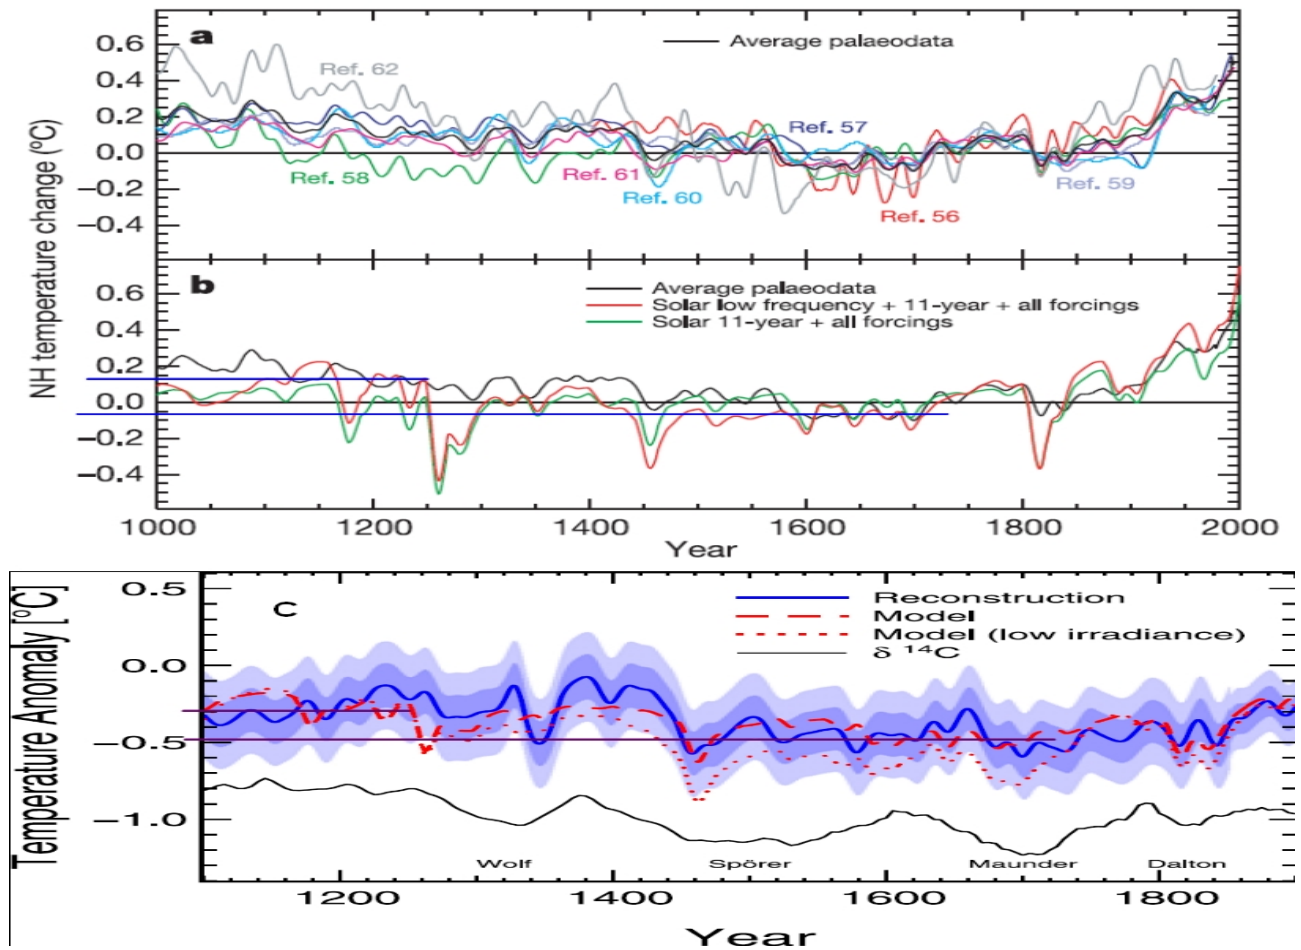 a
Average palaeodata
Ref. 62
Ref. 57
Ref. 58
Ref. 61
Ref. 60
Ref. 59
Ref. 56
0.6
0.4
0.2
0.0
−0.2
−0.4
NH temperature change (ºC)
b
Average palaeodata
Solar low frequency + 11-year + all forcings
Solar 11-year + all forcings
0.6
0.4
0.2
0.0
−0.2
−0.4
1000 1200 1400 1600 1800 2000
Year
C
Reconstruction
Model
Model (low irradiance)
δ ¹⁴C
0.5
0.0
−0.5
−1.0
Temperature Anomaly [°C]
Wolf Spörer Maunder Dalton
1200 1400 1600 1800
Year